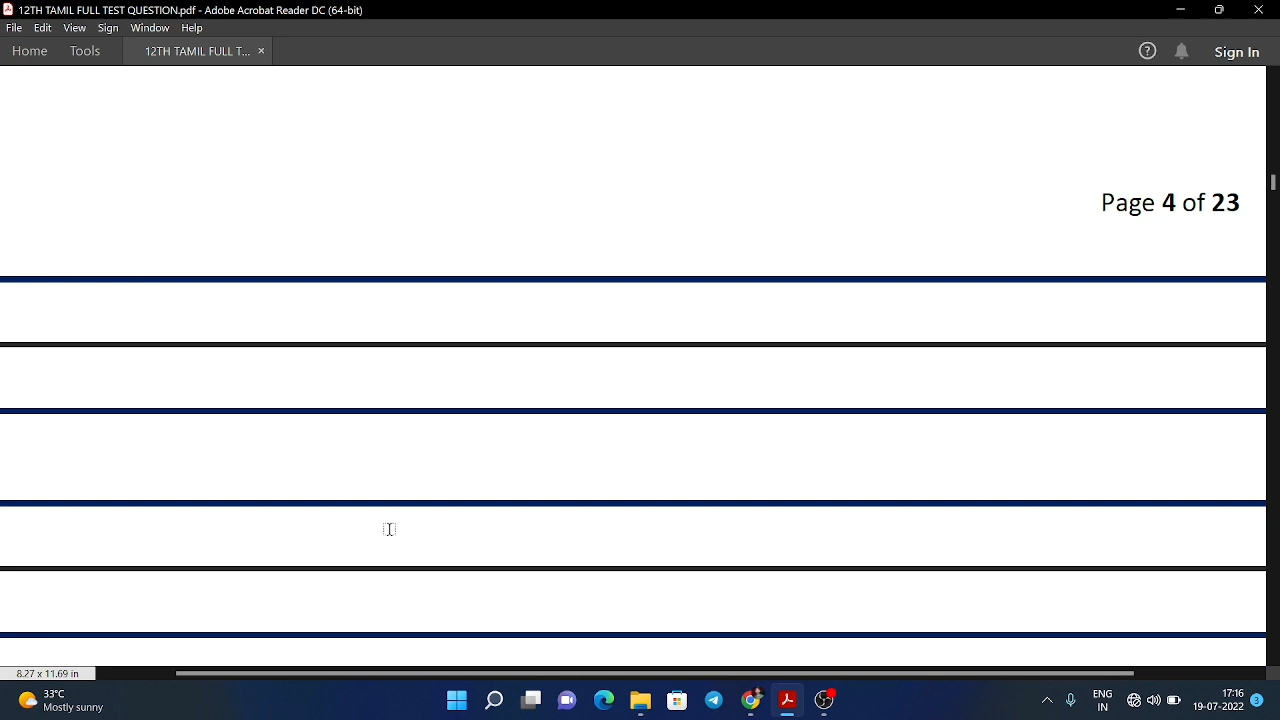 12TH TAMIL FULL TEST QUESTION.pdf - Adobe Acrobat Reader DC (64-bit)
File Edit View Sign Window Help
Home Tools 12TH TAMIL FULL T... × Sign In
Page 4 of 23
8.27 x 11.69 in
33°C
Mostly sunny
ENG
IN
17:16
19-07-2022
3